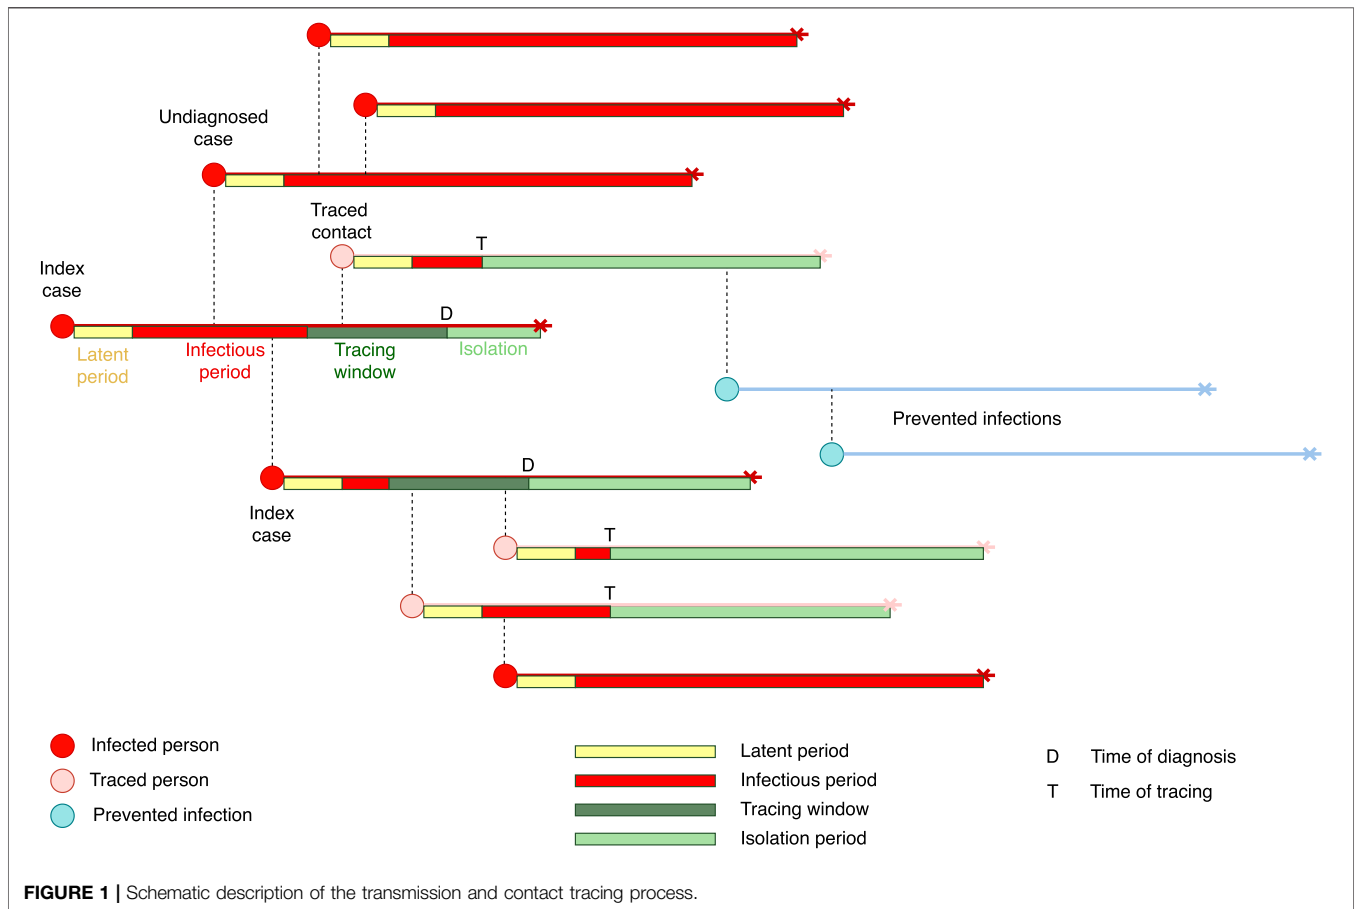 Undiagnosed
case
Traced
contact
T
Index
case
D
Latent
period
Infectious
period
Tracing
window
Isolation
Prevented infections
D
Index
case
T
T
Infected person
Traced person
Prevented infection
Latent period
Infectious period
Tracing window
Isolation period
D Time of diagnosis
T Time of tracing
FIGURE 1 | Schematic description of the transmission and contact tracing process.